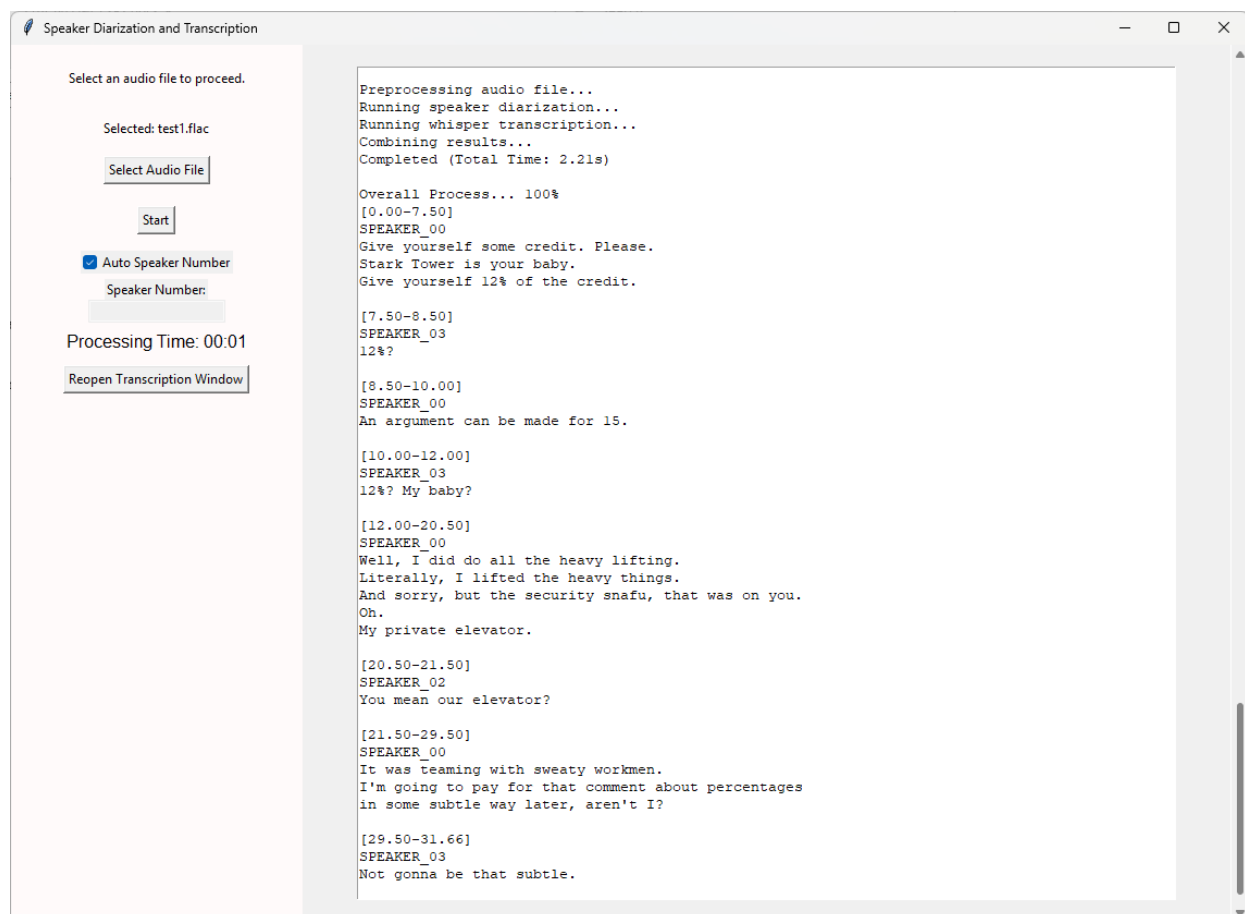 Speaker Diarization and Transcription
Select an audio file to proceed.
Selected: test1.flac
Select Audio File
Start
Auto Speaker Number
Speaker Number:
Processing Time: 00:01
Reopen Transcription Window
Preprocessing audio file...
Running speaker diarization...
Running whisper transcription...
Combining results...
Completed (Total Time: 2.21s)
Overall Process... 100%
[0.00-7.50]
SPEAKER_00
Give yourself some credit. Please.
Stark Tower is your baby.
Give yourself 12% of the credit.
[7.50-8.50]
SPEAKER_03
12%?
[8.50-10.00]
SPEAKER_00
An argument can be made for 15.
[10.00-12.00]
SPEAKER_03
12%? My baby?
[12.00-20.50]
SPEAKER_00
Well, I did do all the heavy lifting.
Literally, I lifted the heavy things.
And sorry, but the security snafu, that was on you.
Oh.
My private elevator.
[20.50-21.50]
SPEAKER_02
You mean our elevator?
[21.50-29.50]
SPEAKER_00
It was teaming with sweaty workmen.
I'm going to pay for that comment about percentages
in some subtle way later, aren't I?
[29.50-31.66]
SPEAKER_03
Not gonna be that subtle.